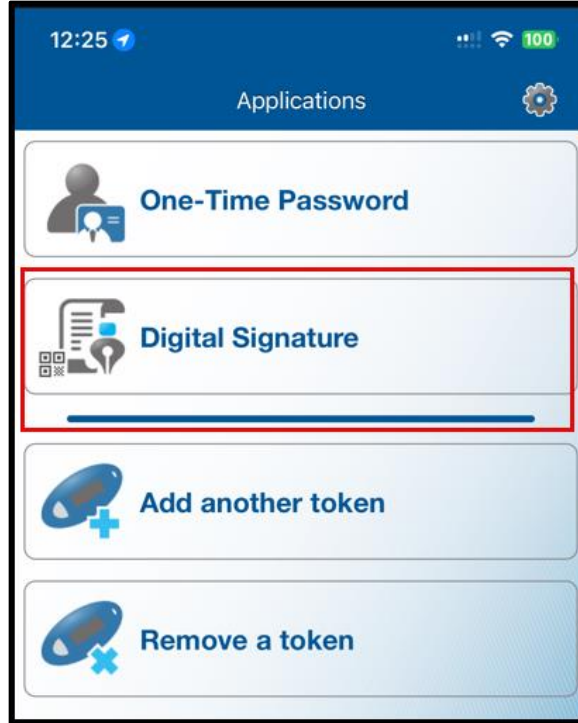 12:25
100
Applications
One-Time Password
Digital Signature
Add another token
Remove a token